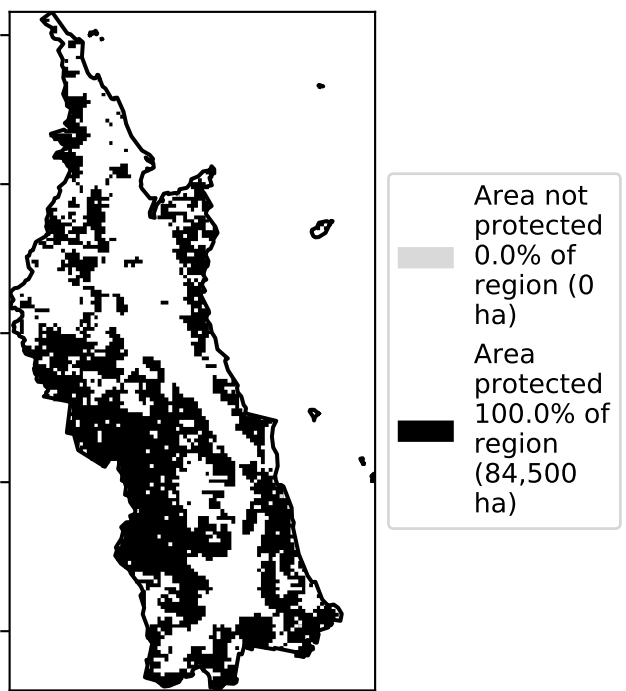 Area not
protected
0.0% of
region (0
ha)
Area
protected
100.0% of
region
(84,500
ha)